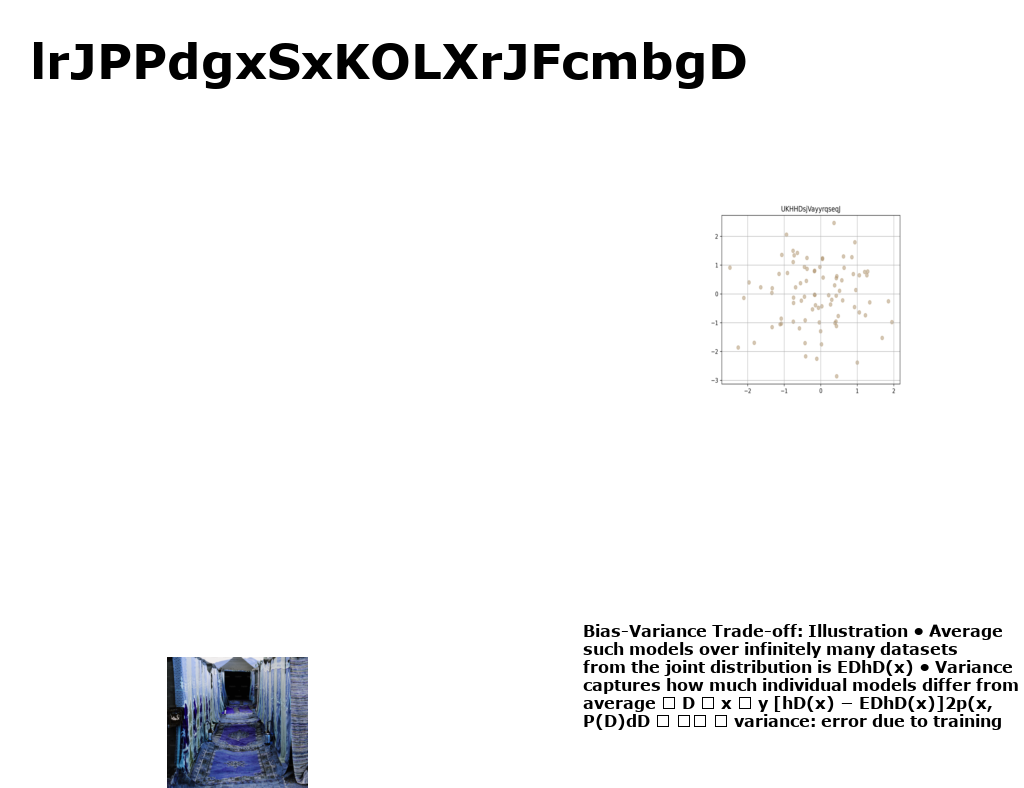 lrJPPdgxSxKOLXrJFcmbgD
UKHHDsjVayyrqseqJ
2
1
0
−1
−2
−3
−2
−1
0
1
2
Bias-Variance Trade-off: Illustration • Average
such models over infinitely many datasets
from the joint distribution is EDhD(x) • Variance
captures how much individual models differ from
average □ D □ x □ y [hD(x) − EDhD(x)]2p(x,
P(D)dD □ □□ □ variance: error due to training